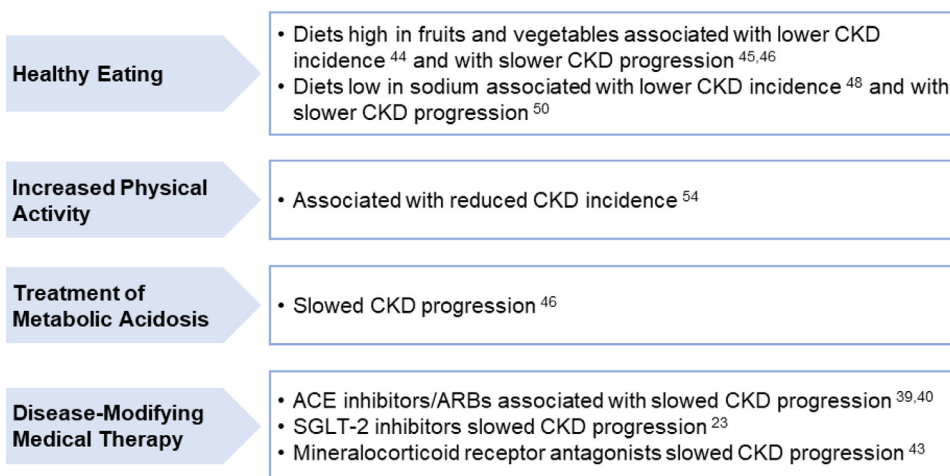 Healthy Eating
• Diets high in fruits and vegetables associated with lower CKD
incidence 44 and with slower CKD progression 45,46
• Diets low in sodium associated with lower CKD incidence 48 and with
slower CKD progression 50
Increased Physical
Activity
• Associated with reduced CKD incidence 54
Treatment of
Metabolic Acidosis
• Slowed CKD progression 46
Disease-Modifying
Medical Therapy
• ACE inhibitors/ARBs associated with slowed CKD progression 39,40
• SGLT-2 inhibitors slowed CKD progression 23
• Mineralocorticoid receptor antagonists slowed CKD progression 43